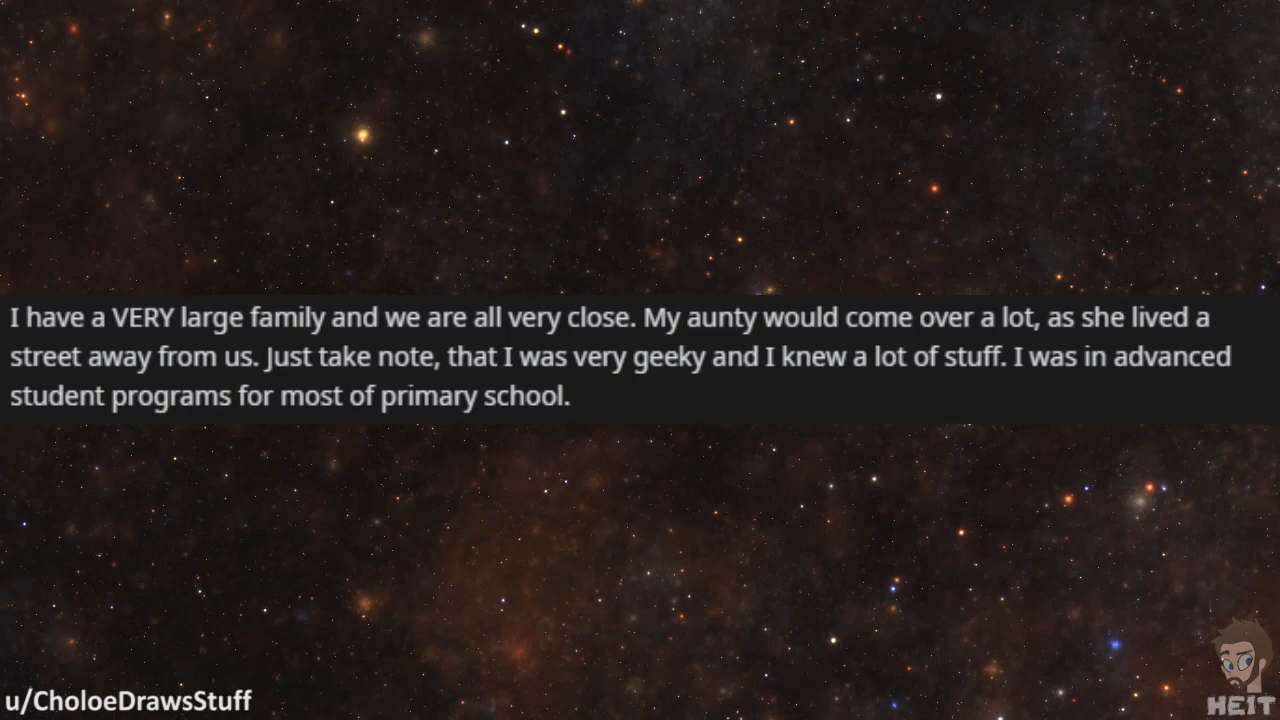 I have a VERY large family and we are all very close. My aunty would come over a lot, as she lived a
street away from us. Just take note, that I was very geeky and I knew a lot of stuff. I was in advanced
student programs for most of primary school.
u/CholoeDrawsStuff
HEIT